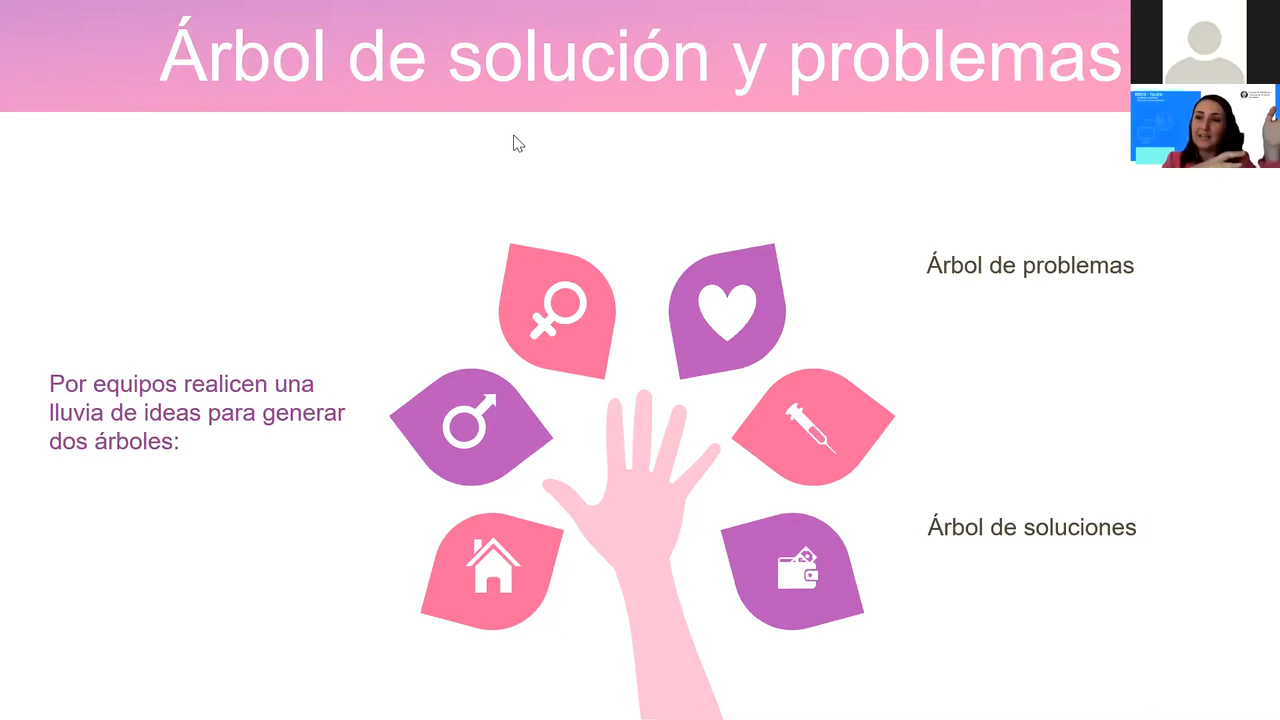 Árbol de solución y problemas
Árbol de problemas
Por equipos realicen una
lluvia de ideas para generar
dos árboles:
Árbol de soluciones